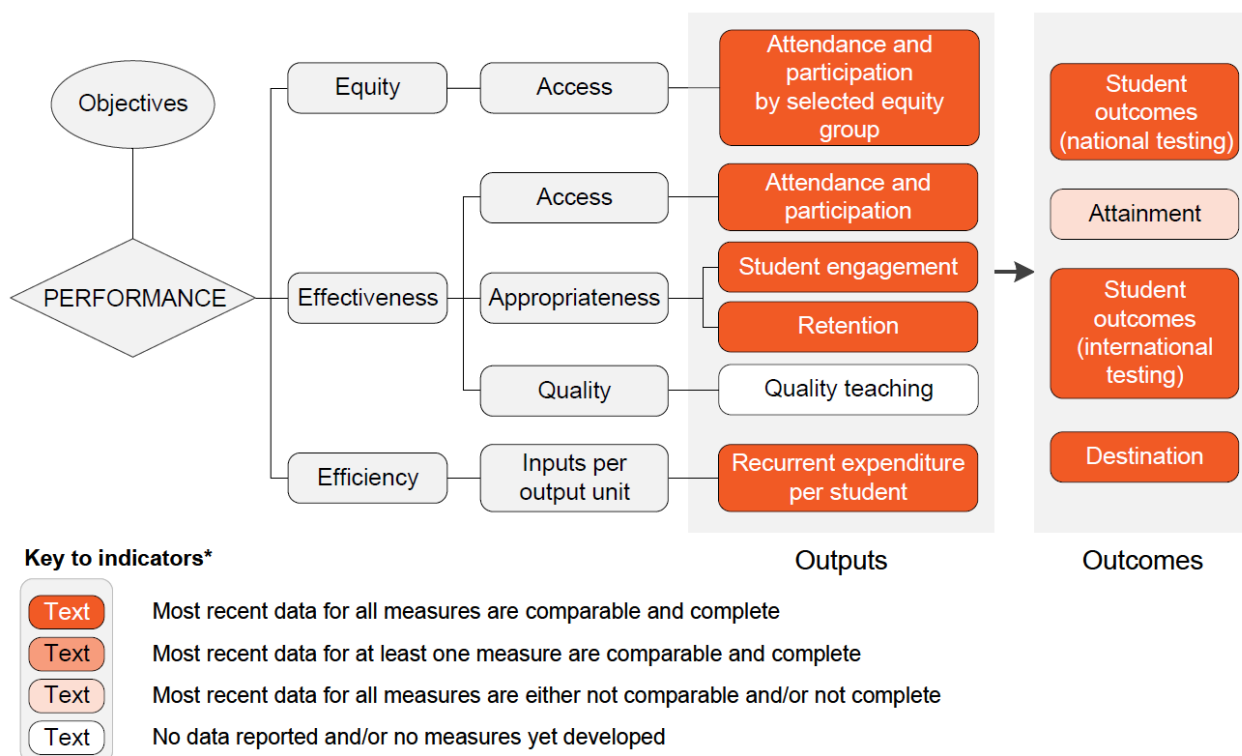 Objectives
PERFORMANCE
Equity
Access
Attendance and
participation
by selected equity
group
Effectiveness
Access
Attendance and
participation
Appropriateness
Student engagement
Retention
Quality
Quality teaching
Efficiency
Inputs per
output unit
Recurrent expenditure
per student
Outputs
Student
outcomes
(national testing)
Attainment
Student
outcomes
(international
testing)
Destination
Outcomes
Key to indicators*
Text Most recent data for all measures are comparable and complete
Text Most recent data for at least one measure are comparable and complete
Text Most recent data for all measures are either not comparable and/or not complete
Text No data reported and/or no measures yet developed